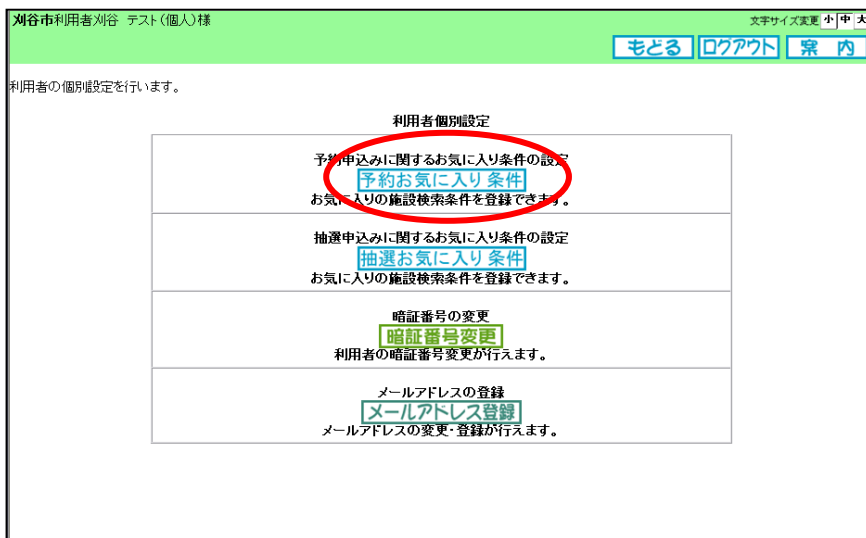 刈谷市利用者刈谷 テスト(個人)様
文字サイズ変更 小 中 大
もどる ログアウト 案 内
利用者の個別設定を行います。
利用者個別設定
予約申込みに関するお気に入り条件の設定
予約お気に入り条件
お気に入りの施設検索条件を登録できます。
抽選申込みに関するお気に入り条件の設定
抽選お気に入り条件
お気に入りの施設検索条件を登録できます。
暗証番号の変更
暗証番号変更
利用者の暗証番号変更が行えます。
メールアドレスの登録
メールアドレス登録
メールアドレスの変更・登録が行えます。